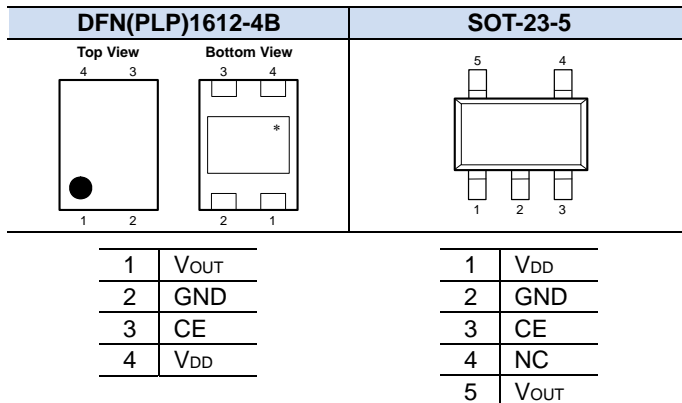 DFN(PLP)1612-4B
SOT-23-5
Top View
Bottom View
4 3
3 4
*
1 2
2 1
5 4
1 2 3
1 VOUT
2 GND
3 CE
4 VDD
1 VDD
2 GND
3 CE
4 NC
5 VOUT